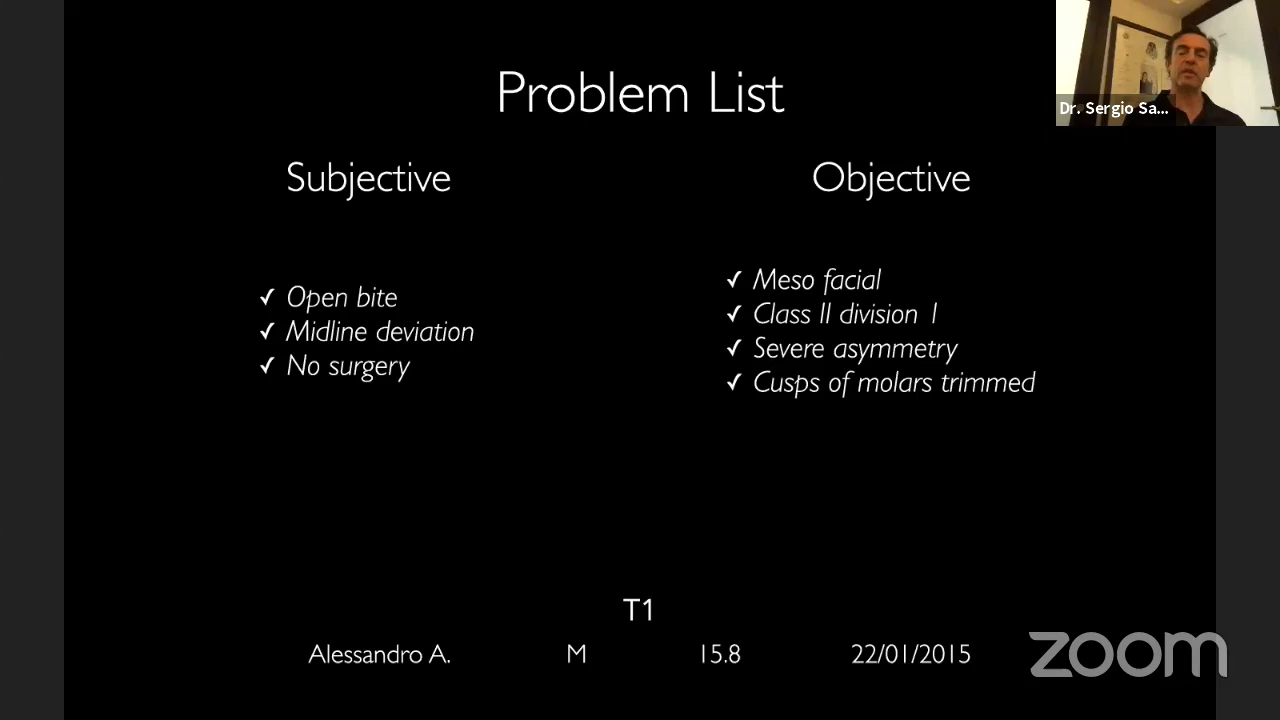 Problem List
Dr. Sergio Sa...
Subjective
Objective
✓ Open bite
✓ Midline deviation
✓ No surgery
✓ Meso facial
✓ Class II division 1
✓ Severe asymmetry
✓ Cusps of molars trimmed
T1
Alessandro A. M 15.8 22/01/2015
zoom